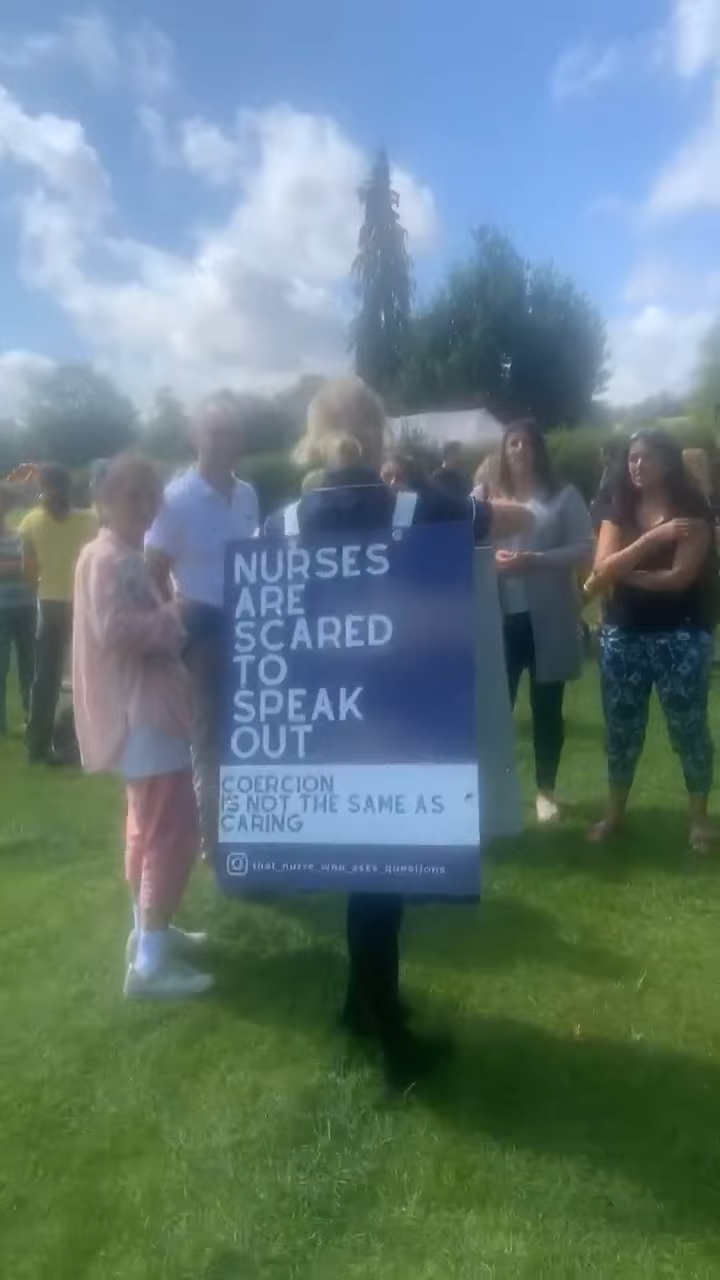 NURSES
ARE
SCARED
TO
SPEAK
OUT
COERCION
IS NOT THE SAME AS
CARING
that_nurse_who_asks_questions